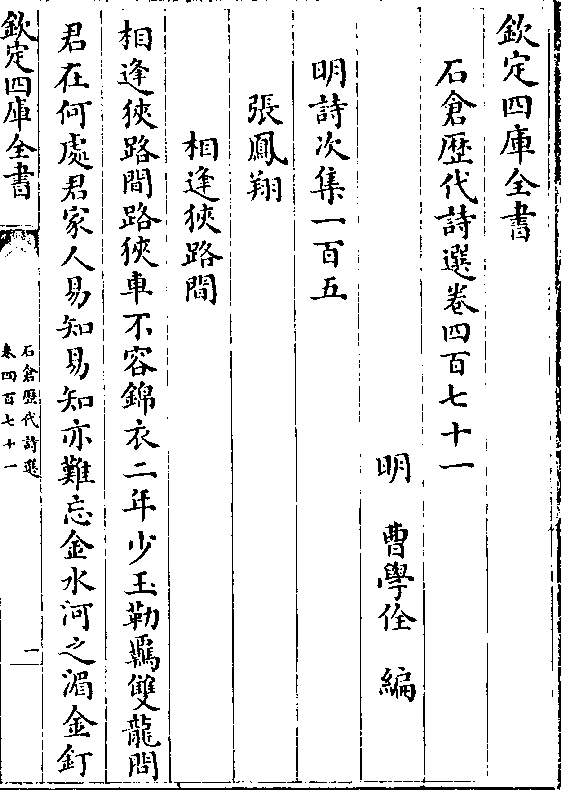 欽定四庫全書
石倉歷代詩選卷四百七十一
明 曹學佺 編
明詩次集一百五
張鳳翔
相逢狹路間
相逢狹路間路狹車不容錦衣二年少玉勒羈雙龍問
君在何處君家人易知易知亦難忘金水河之湄金釘
欽定四庫全書
石倉歷代詩選
卷四百七十一
一